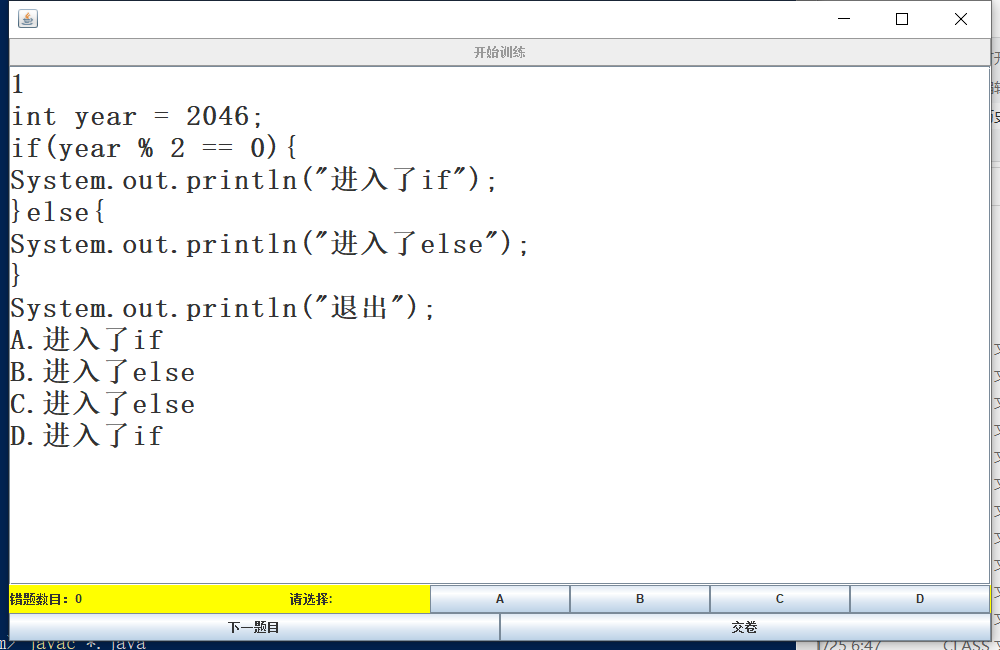 开始训练
1
int year = 2046;
if(year % 2 == 0){
System.out.println("进入了if");
}else{
System.out.println("进入了else");
}
System.out.println("退出");
A.进入了if
B.进入了else
C.进入了else
D.进入了if
错题数目：0 请选择: A B C D
下一题目 交卷
javac *.java
725 6:47 CLASS